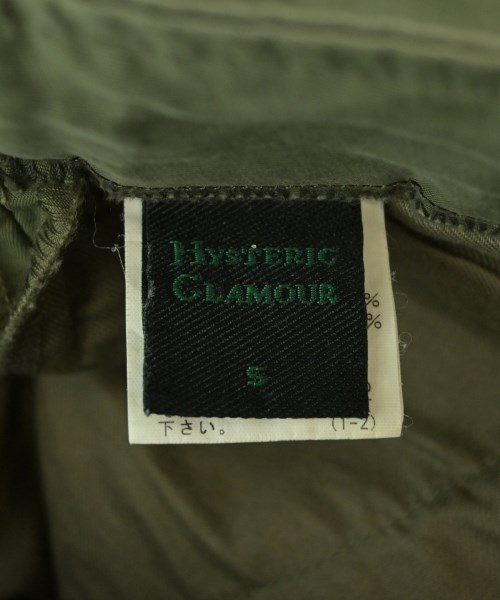 HYSTERIC
GLAMOUR
S
%
%
下さい。
(1-2)